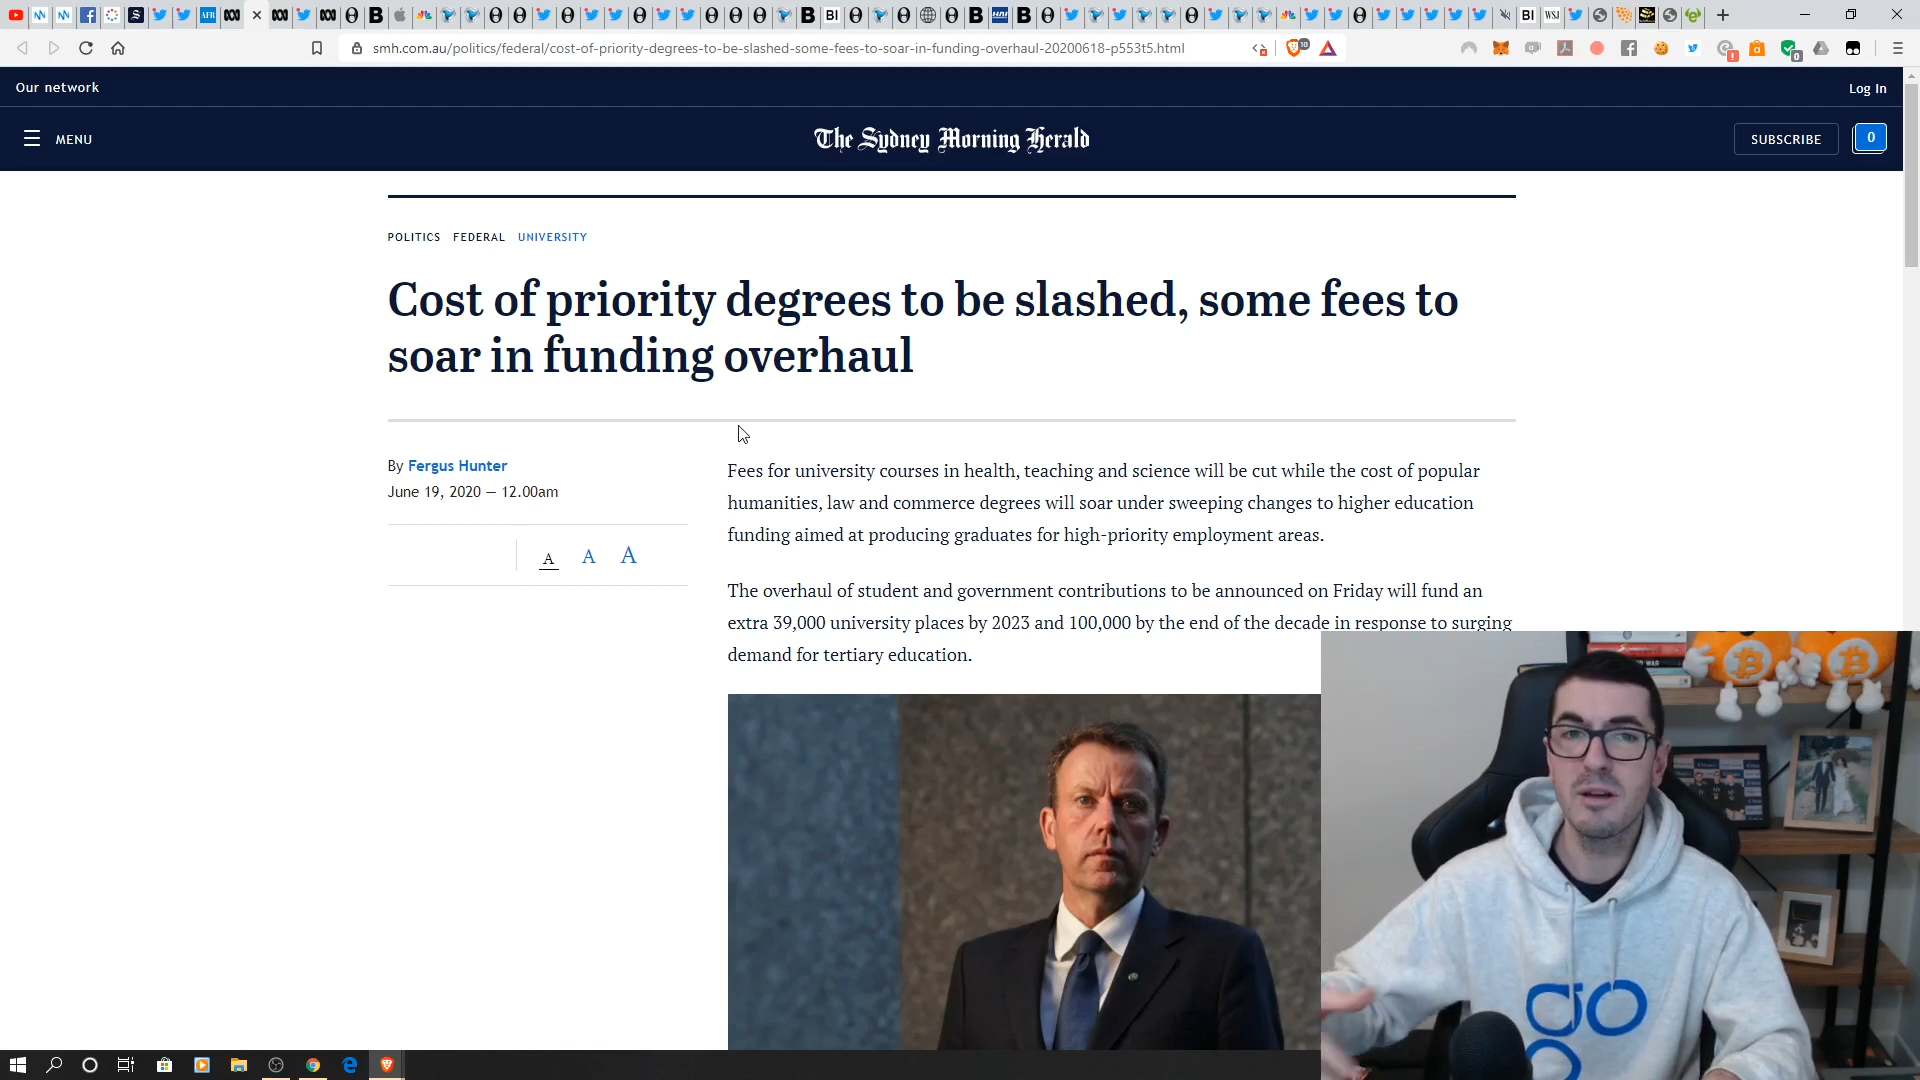 smh.com.au/politics/federal/cost-of-priority-degrees-to-be-slashed-some-fees-to-soar-in-funding-overhaul-20200618-p553t5.html
Our network
Log In
MENU
The Sydney Morning Herald
SUBSCRIBE
0
POLITICS FEDERAL UNIVERSITY
Cost of priority degrees to be slashed, some fees to
soar in funding overhaul
By Fergus Hunter
June 19, 2020 — 12.00am
A A A
Fees for university courses in health, teaching and science will be cut while the cost of popular
humanities, law and commerce degrees will soar under sweeping changes to higher education
funding aimed at producing graduates for high-priority employment areas.
The overhaul of student and government contributions to be announced on Friday will fund an
extra 39,000 university places by 2023 and 100,000 by the end of the decade in response to surging
demand for tertiary education.